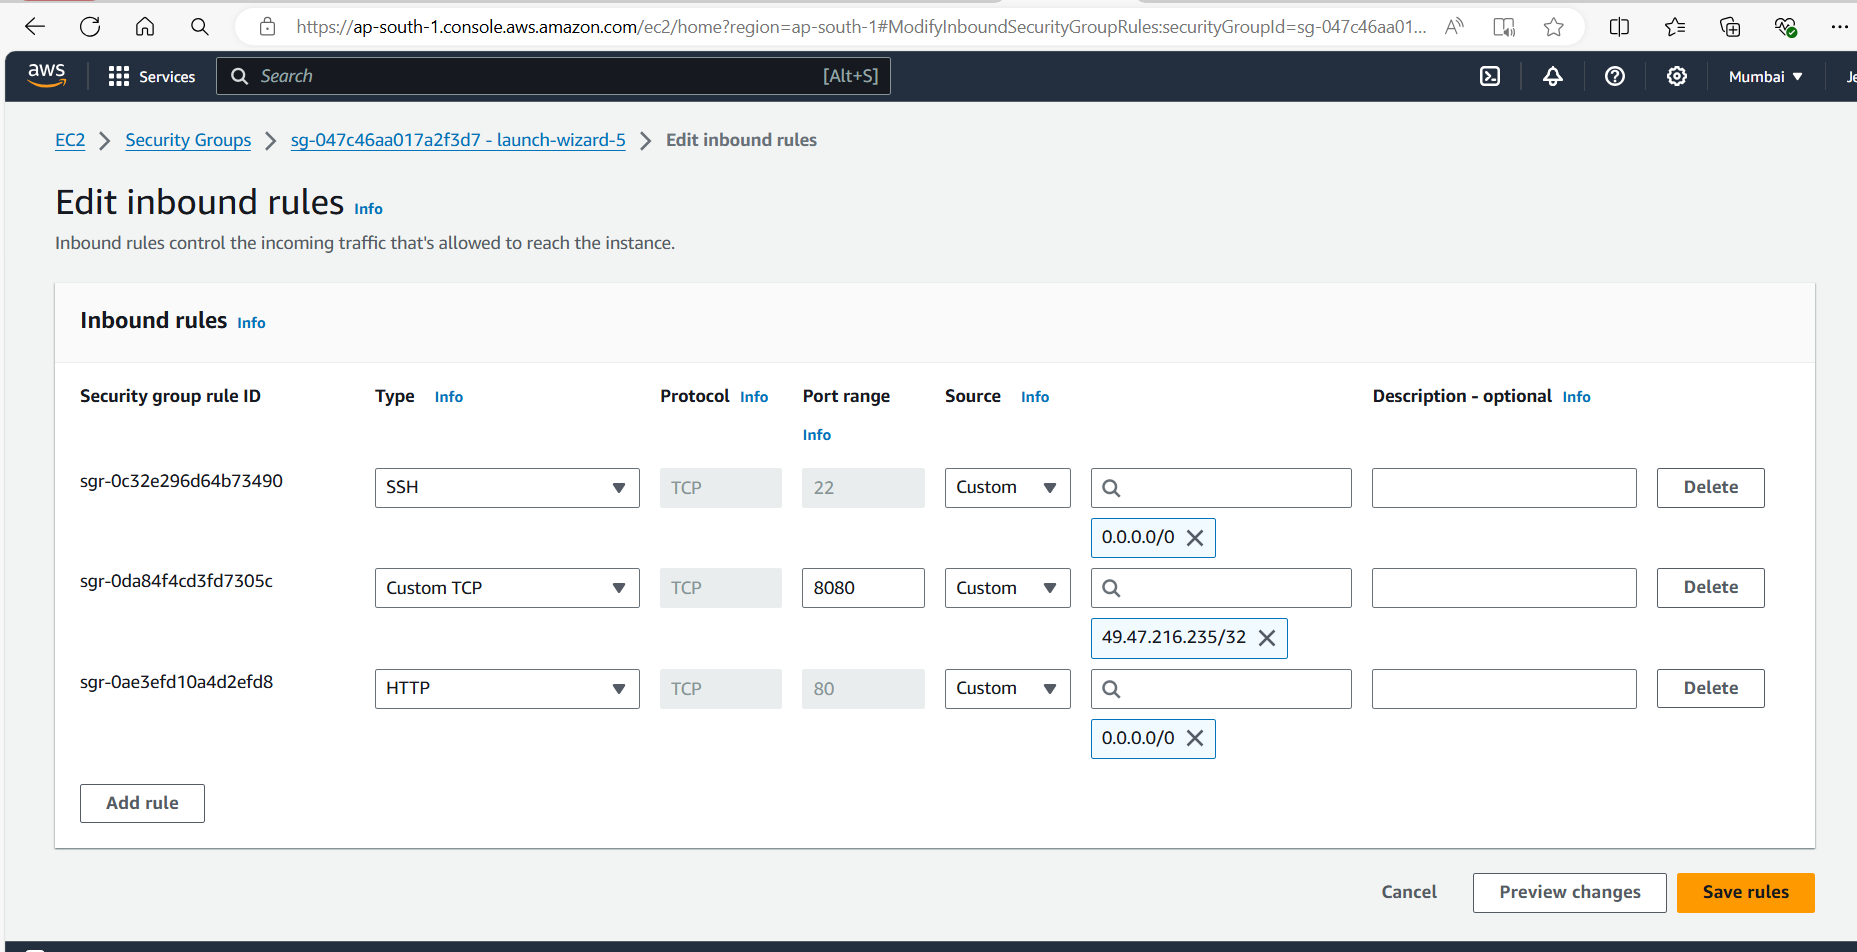 https://ap-south-1.console.aws.amazon.com/ec2/home?region=ap-south-1#ModifyInboundSecurityGroupRules:securityGroupId=sg-047c46aa01...
aws Services Search [Alt+S] Mumbai Je
EC2 Security Groups sg-047c46aa017a2f3d7 - launch-wizard-5 Edit inbound rules
Edit inbound rules Info
Inbound rules control the incoming traffic that's allowed to reach the instance.
Inbound rules Info
Security group rule ID Type Info Protocol Info Port range Source Info Description - optional Info
Info
sgr-0c32e296d64b73490 SSH TCP 22 Custom Delete
0.0.0.0/0
sgr-0da84f4cd3fd7305c Custom TCP TCP 8080 Custom Delete
49.47.216.235/32
sgr-0ae3efd10a4d2efd8 HTTP TCP 80 Custom Delete
0.0.0.0/0
Add rule
Cancel Preview changes Save rules